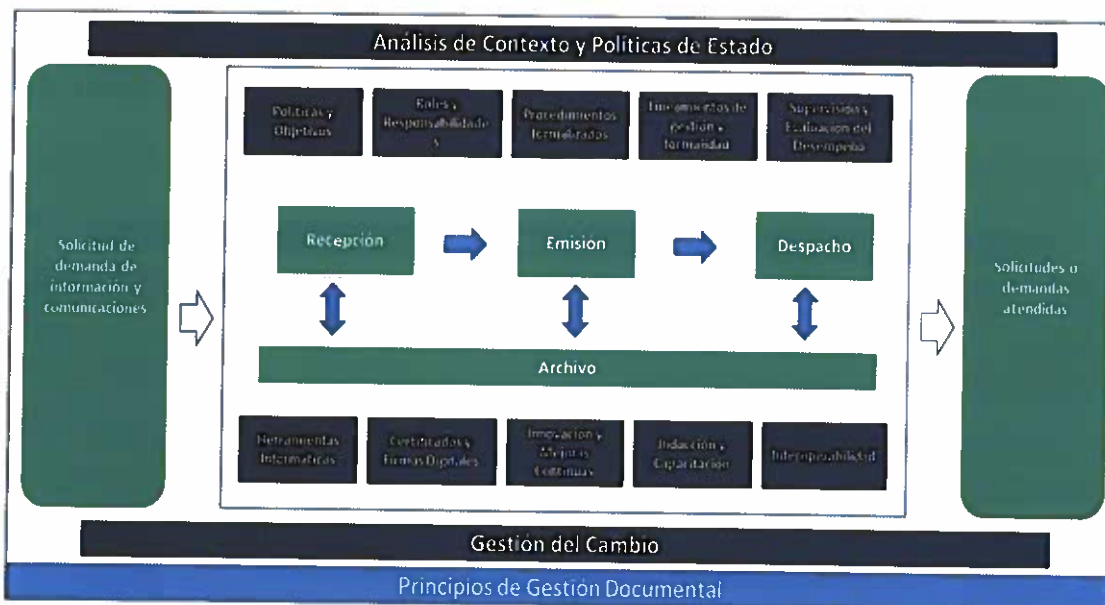 Análisis de Contexto y Políticas de Estado
Solicitud de
demanda de
información y
comunicaciones
Políticas y
Objetivos
Roles y
Responsabilidade
s
Procedimientos
formalizados
Lineamientos de
gestión y
formalidad
Supervisión y
Evaluación del
Desempeño
Recepción
Emisión
Despacho
Archivo
Herramientas
Informáticas
Certificados y
Firmas Digitales
Innovación y
Mejoras
Continuas
Inducción y
Capacitación
Interoperabilidad
Solicitudes o
demandas
atendidas
Gestión del Cambio
Principios de Gestión Documental